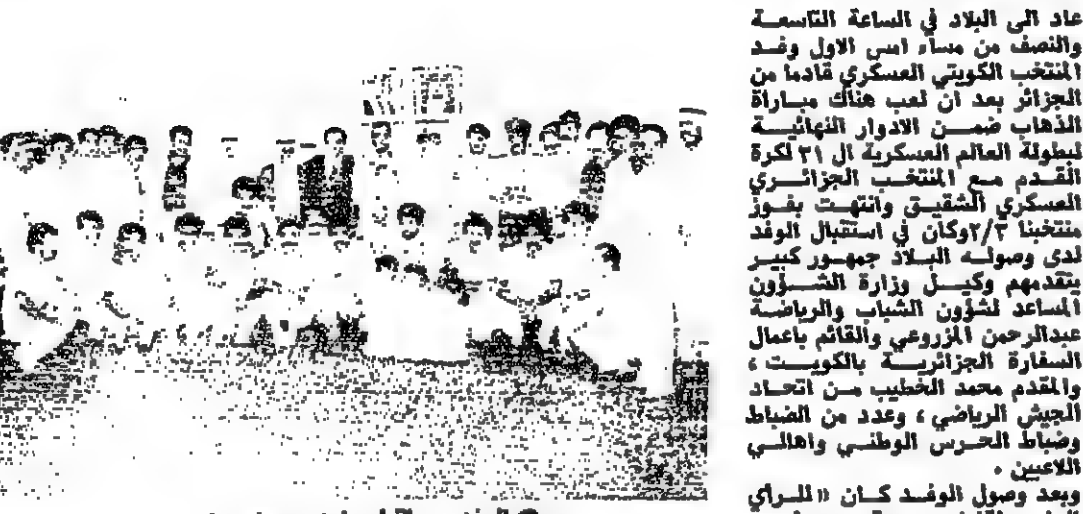 عاد الى البلاد في الساعة التاسعة
والنصف من مساء امس الاول وفد
المنتخب الكويتي العسكري قادما من
الجزائر بعد ان لعب هناك مباراة
الذهاب ضمن الادوار النهائية
لبطولة العالم العسكرية ال ٣١ لكرة
القدم مع المنتخب الجزائري
العسكري الشقيق وانتهت بفوز
منتخبنا ٢/٣ وكان في استقبال الوفد
لدى وصوله البلاد جمهور كبير
يتقدمهم وكيل وزارة الشؤون
المساعد لشؤون الشباب والرياضة
عبدالرحمن المزروعي والقائم باعمال
السفارة الجزائرية بالكويت ،
والمقدم محمد الخطيب من اتحاد
الجيش الرياضي ، وعدد من الضباط
وضباط الحرس الوطني واهالي
اللاعبين .
وبعد وصول الوفد كان «للرأي